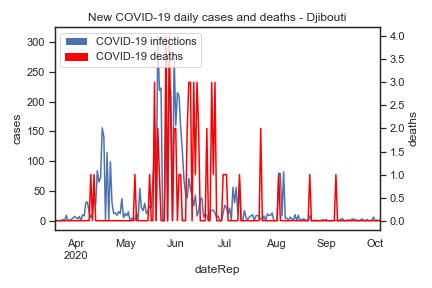 New COVID-19 daily cases and deaths - Djibouti
COVID-19 infections
COVID-19 deaths
300
250
200
150
100
50
0
cases
4.0
3.5
3.0
2.5
2.0
1.5
1.0
0.5
0.0
deaths
Apr May Jun Jul Aug Sep Oct
2020
dateRep